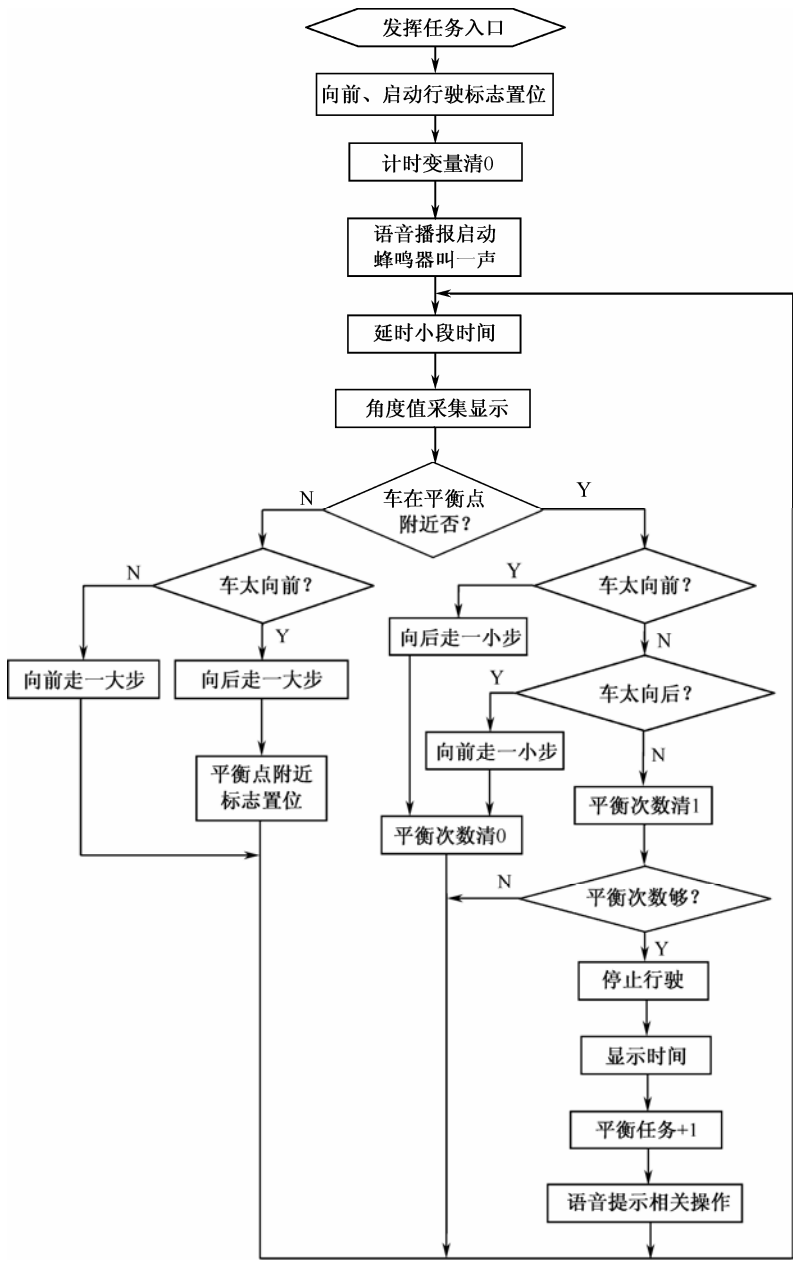 发挥任务入口
向前、启动行驶标志置位
计时变量清0
语音播报启动
蜂鸣器叫一声
延时小段时间
角度值采集显示
N
车在平衡点
附近否？
Y
N
车太向前？
Y
向前走一大步
向后走一大步
平衡点附近
标志置位
Y
车太向前？
N
向后走一小步
Y
车太向后？
N
向前走一小步
平衡次数清1
平衡次数清0
N
平衡次数够？
Y
停止行驶
显示时间
平衡任务+1
语音提示相关操作